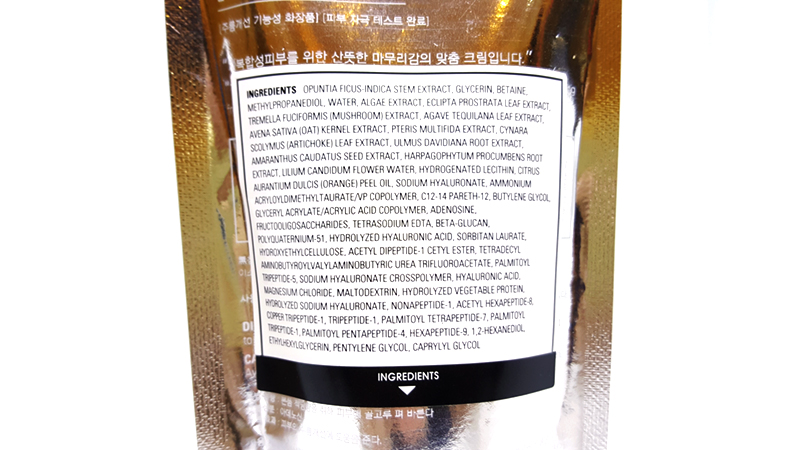 [주름개선 기능성 화장품] [피부 자극 테스트 완료]
복합성피부를 위한 산뜻한 마무리감의 맞춤 크림입니다."
INGREDIENTS OPUNTIA FICUS-INDICA STEM EXTRACT, GLYCERIN, BETAINE,
METHYLPROPANEDIOL, WATER, ALGAE EXTRACT, ECLIPTA PROSTRATA LEAF EXTRACT,
TREMELLA FUCIFORMIS (MUSHROOM) EXTRACT, AGAVE TEQUILANA LEAF EXTRACT,
AVENA SATIVA (OAT) KERNEL EXTRACT, PTERIS MULTIFIDA EXTRACT, CYNARA
SCOLYMUS (ARTICHOKE) LEAF EXTRACT, ULMUS DAVIDIANA ROOT EXTRACT,
AMARANTHUS CAUDATUS SEED EXTRACT, HARPAGOPHYTUM PROCUMBENS ROOT
EXTRACT, LILIUM CANDIDUM FLOWER WATER, HYDROGENATED LECITHIN, CITRUS
AURANTIUM DULCIS (ORANGE) PEEL OIL, SODIUM HYALURONATE, AMMONIUM
ACRYLOYLDIMETHYLTAURATE/VP COPOLYMER, C12-14 PARETH-12, BUTYLENE GLYCOL,
GLYCERYL ACRYLATE/ACRYLIC ACID COPOLYMER, ADENOSINE,
FRUCTOOLIGOSACCHARIDES, TETRASODIUM EDTA, BETA-GLUCAN,
POLYQUATERNIUM-51, HYDROLYZED HYALURONIC ACID, SORBITAN LAURATE,
HYDROXYETHYLCELLULOSE, ACETYL DIPEPTIDE-1 CETYL ESTER, TETRADECYL
AMINOBUTYROYLVALYLAMINOBUTYRIC UREA TRIFLUOROACETATE, PALMITOYL
TRIPEPTIDE-5, SODIUM HYALURONATE CROSSPOLYMER, HYALURONIC ACID,
MAGNESIUM CHLORIDE, MALTODEXTRIN, HYDROLYZED VEGETABLE PROTEIN,
HYDROLYZED SODIUM HYALURONATE, NONAPEPTIDE-1, ACETYL HEXAPEPTIDE-8,
COPPER TRIPEPTIDE-1, TRIPEPTIDE-1, PALMITOYL TETRAPEPTIDE-7, PALMITOYL
TRIPEPTIDE-1, PALMITOYL PENTAPEPTIDE-4, HEXAPEPTIDE-9, 1,2-HEXANEDIOL,
ETHYLHEXYLGLYCERIN, PENTYLENE GLYCOL, CAPRYLYL GLYCOL
INGREDIENTS
골고루 펴 바른다